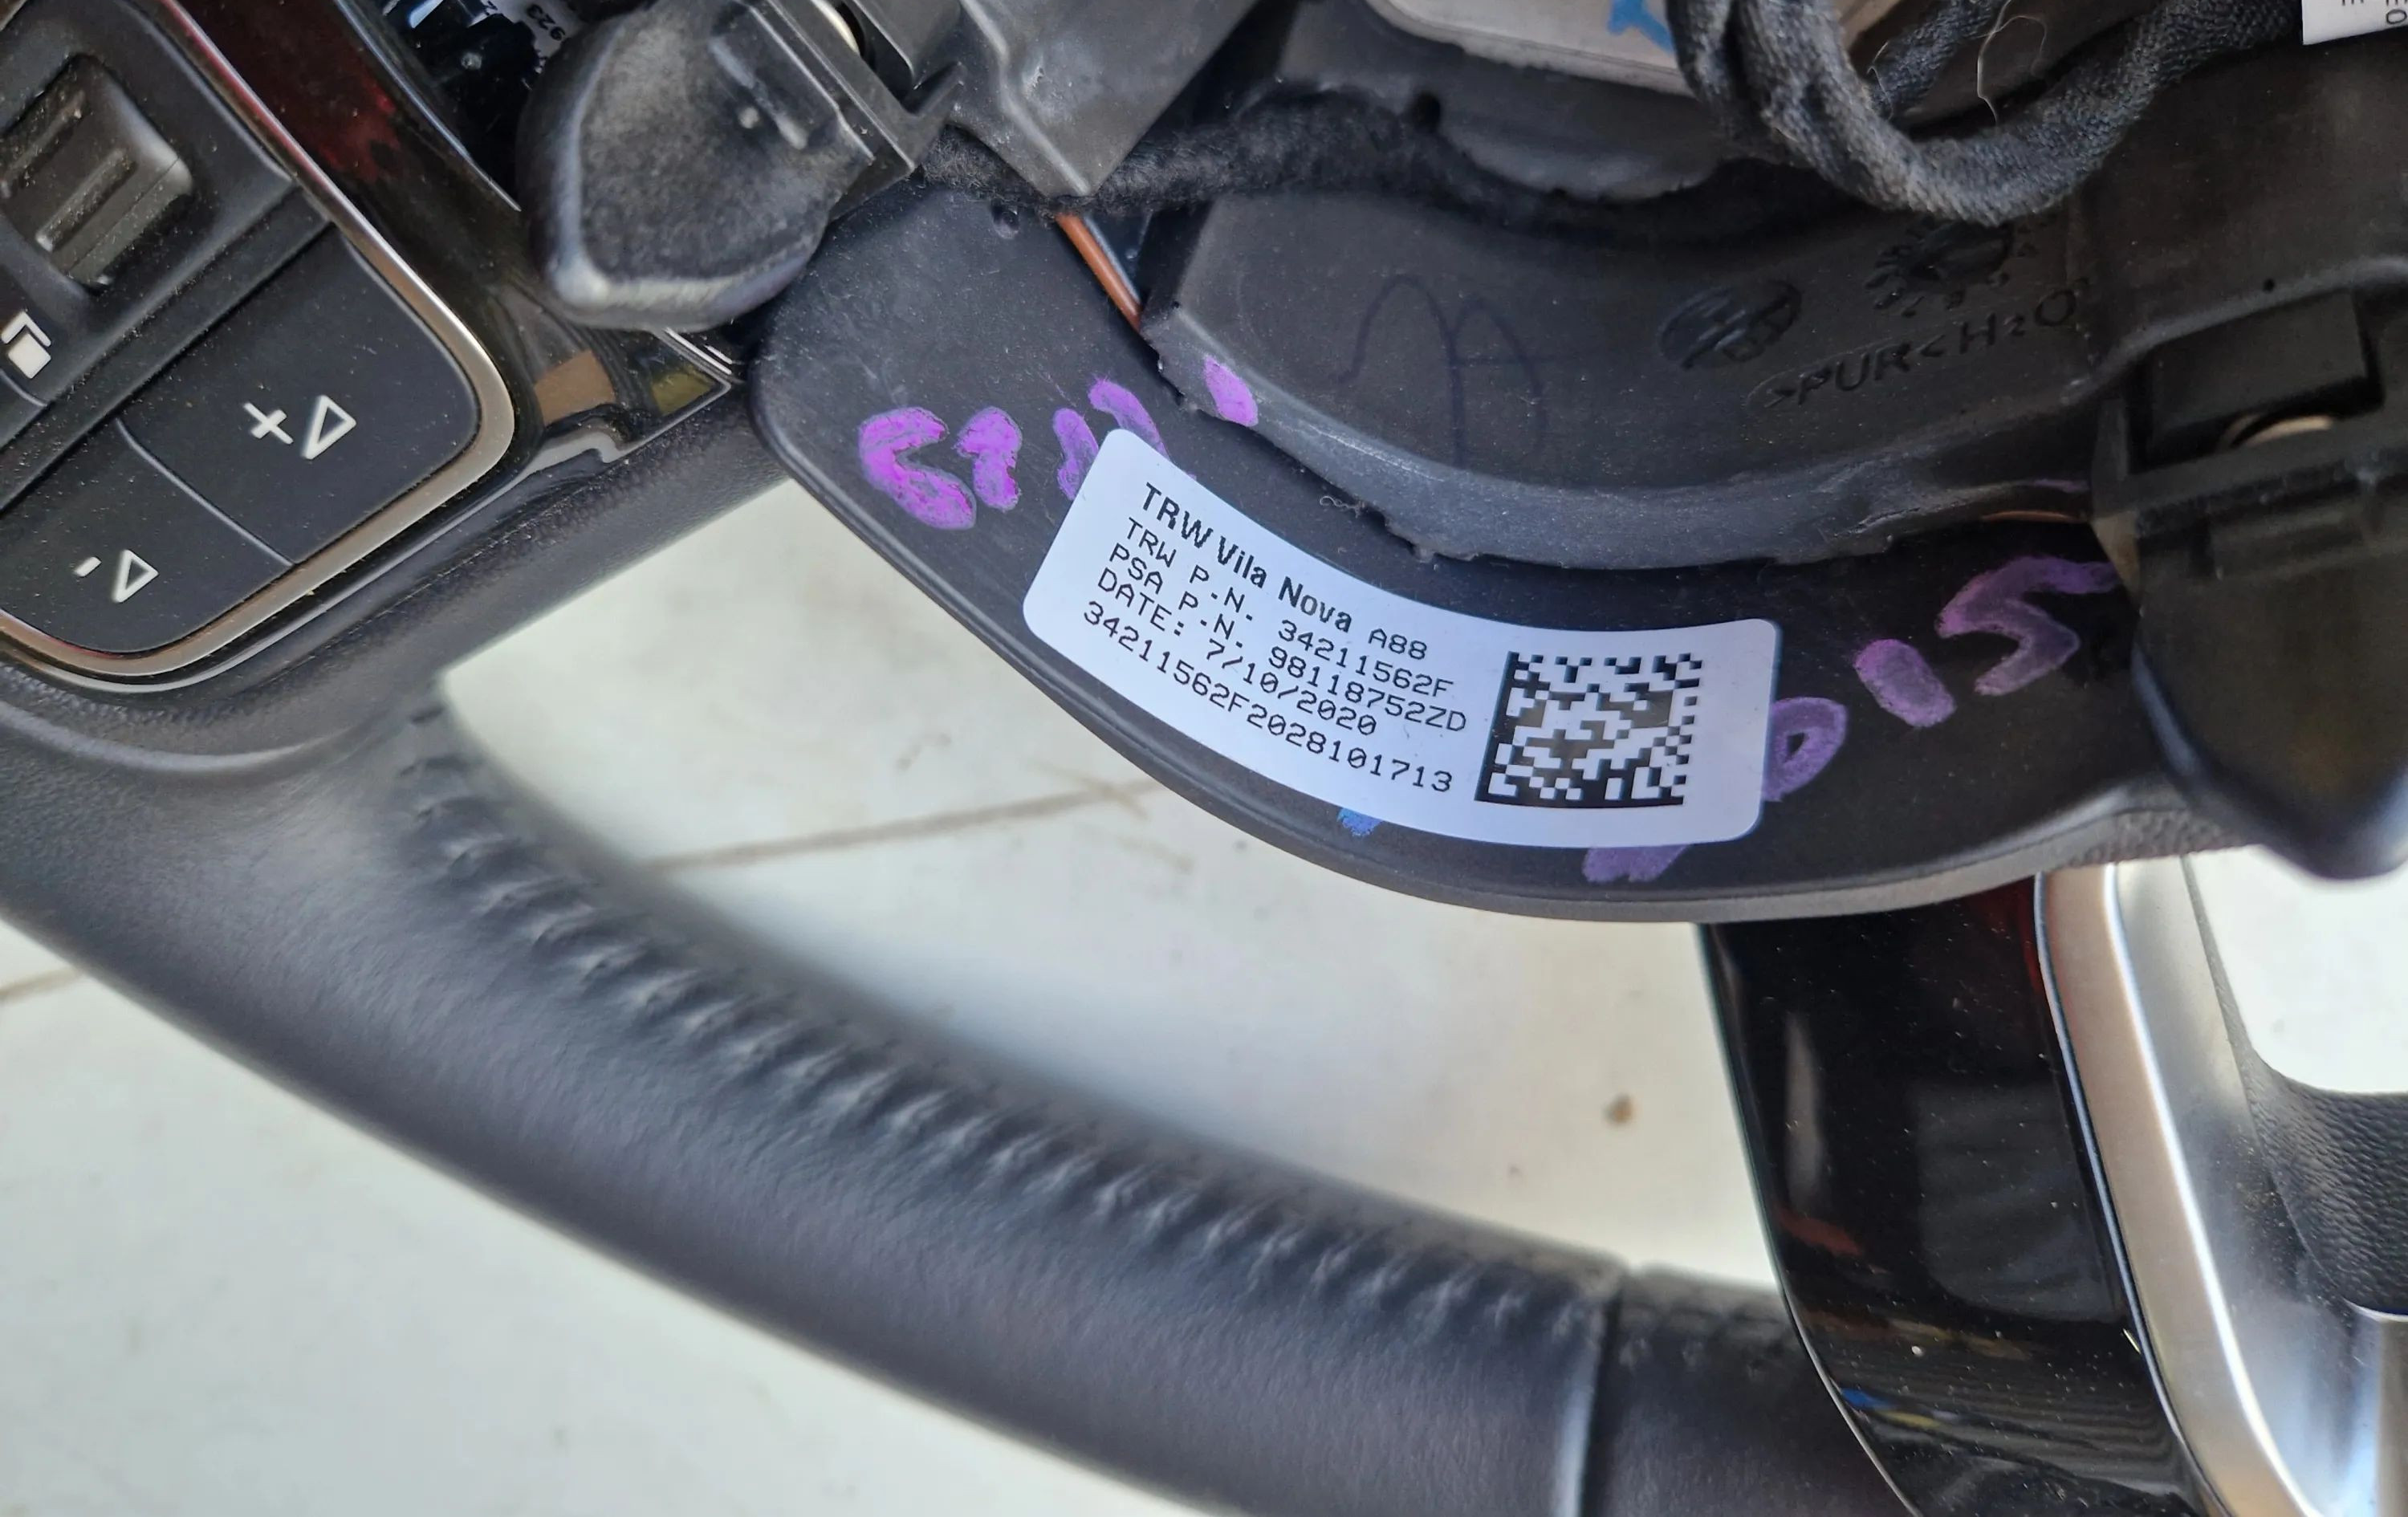 TRW Vila Nova A88
TRW P.N. 34211562F
PSA P.N. 98118752ZD
DATE: 7/10/2020
34211562F2028101713
>PUR<H2O